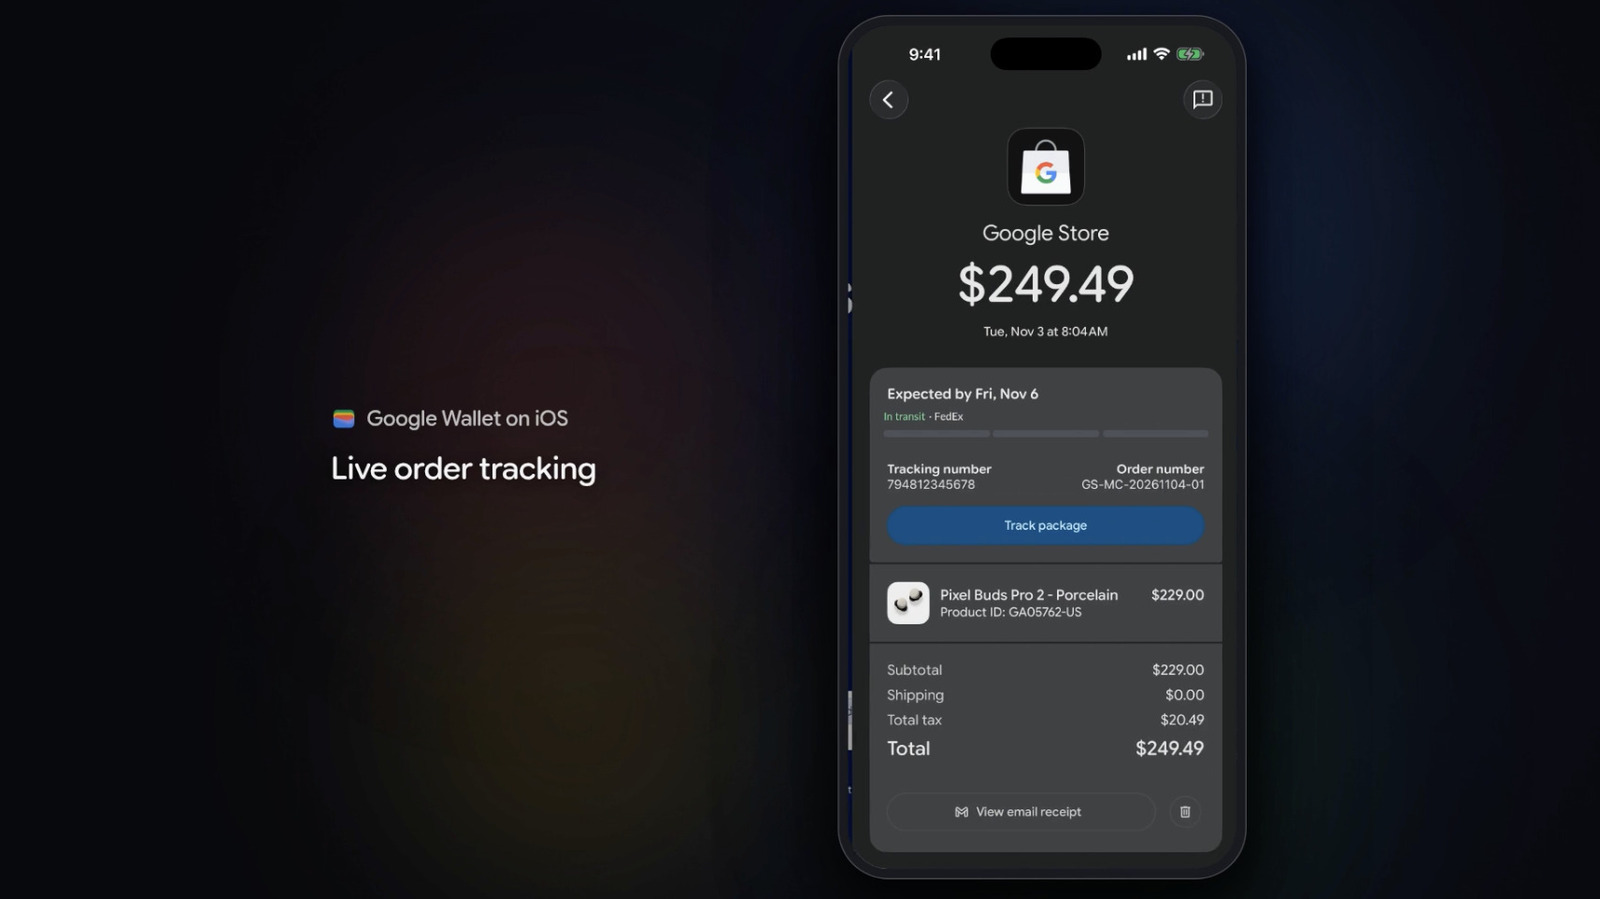 Google Wallet on iOS
Live order tracking
9:41
Google Store
$249.49
Tue, Nov 3 at 8:04AM
Expected by Fri, Nov 6
In transit · FedEx
Tracking number Order number
794812345678 GS-MC-20261104-01
Track package
Pixel Buds Pro 2 - Porcelain $229.00
Product ID: GA05762-US
Subtotal $229.00
Shipping $0.00
Total tax $20.49
Total $249.49
View email receipt